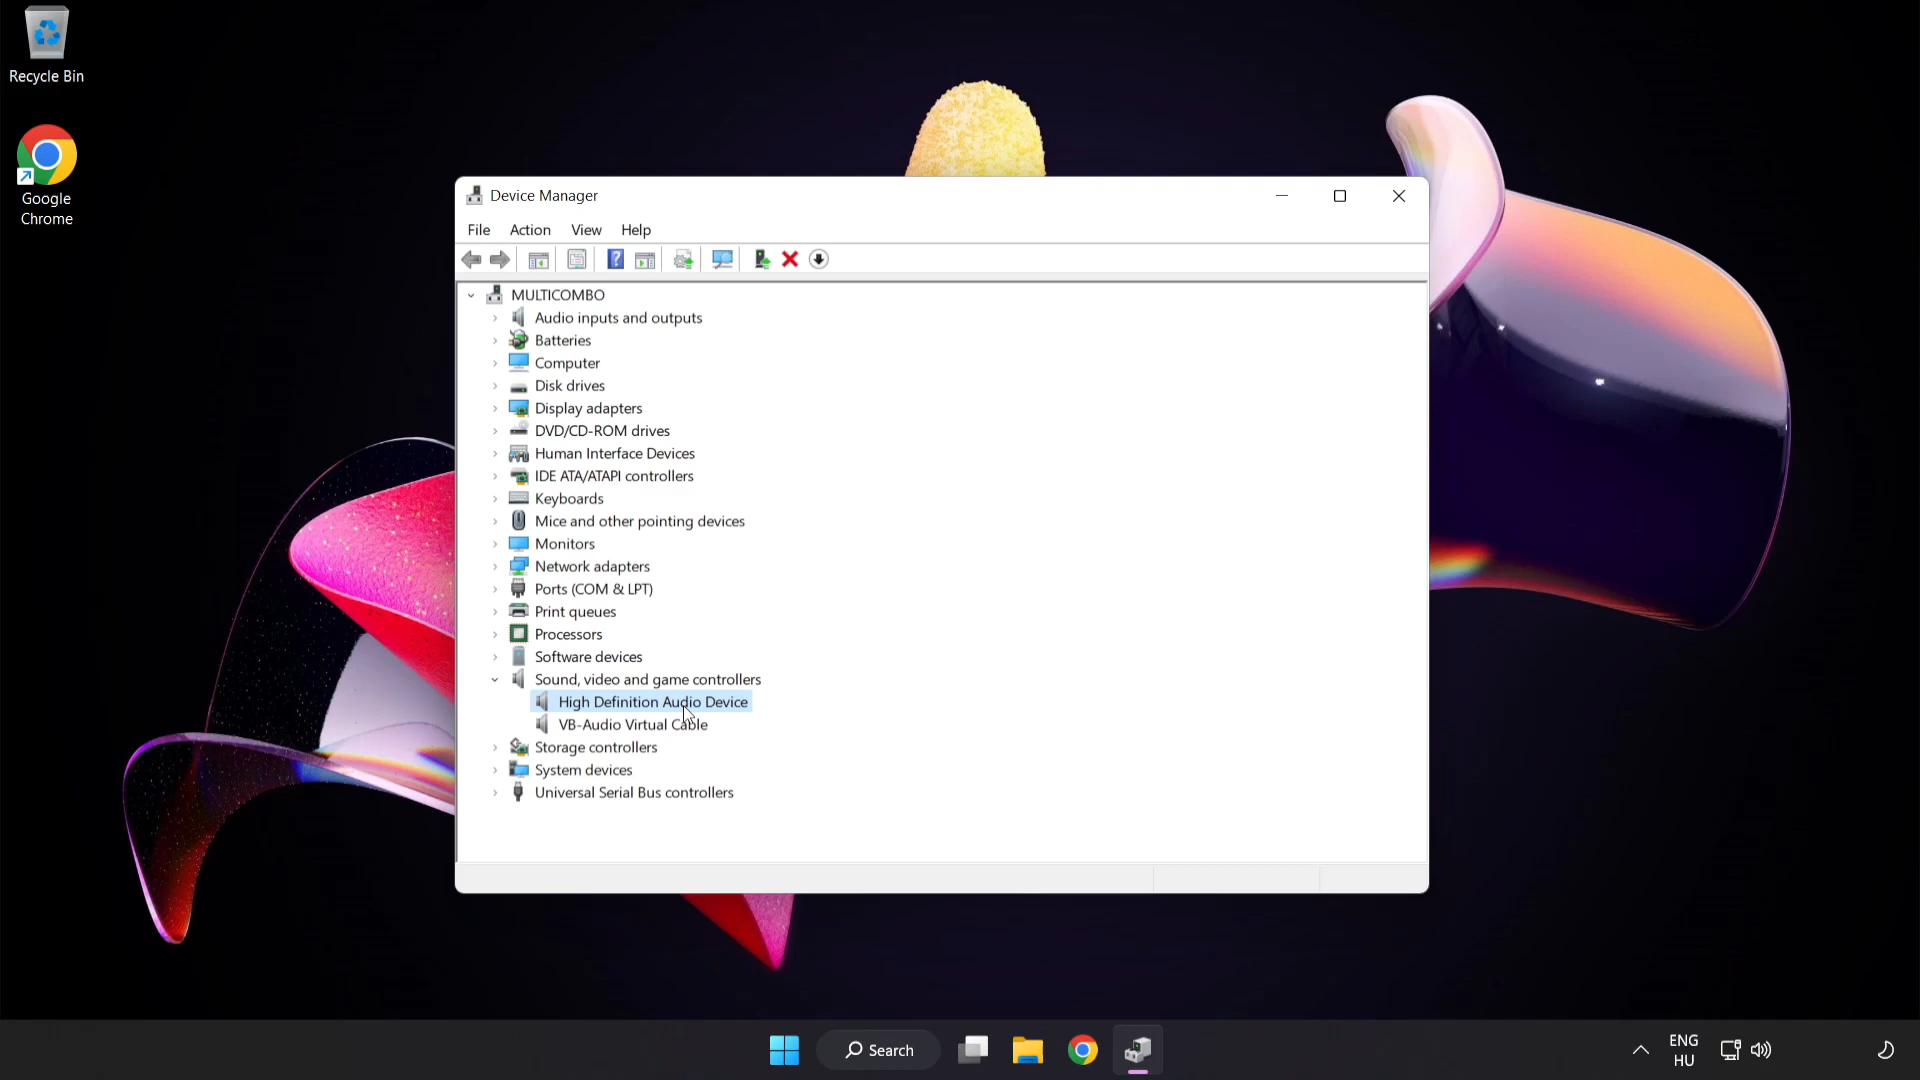 Recycle Bin
Google
Chrome
Device Manager
File Action View Help
MULTICOMBO
Audio inputs and outputs
Batteries
Computer
Disk drives
Display adapters
DVD/CD-ROM drives
Human Interface Devices
IDE ATA/ATAPI controllers
Keyboards
Mice and other pointing devices
Monitors
Network adapters
Ports (COM & LPT)
Print queues
Processors
Software devices
Sound, video and game controllers
High Definition Audio Device
VB-Audio Virtual Cable
Storage controllers
System devices
Universal Serial Bus controllers
Search
ENG
HU